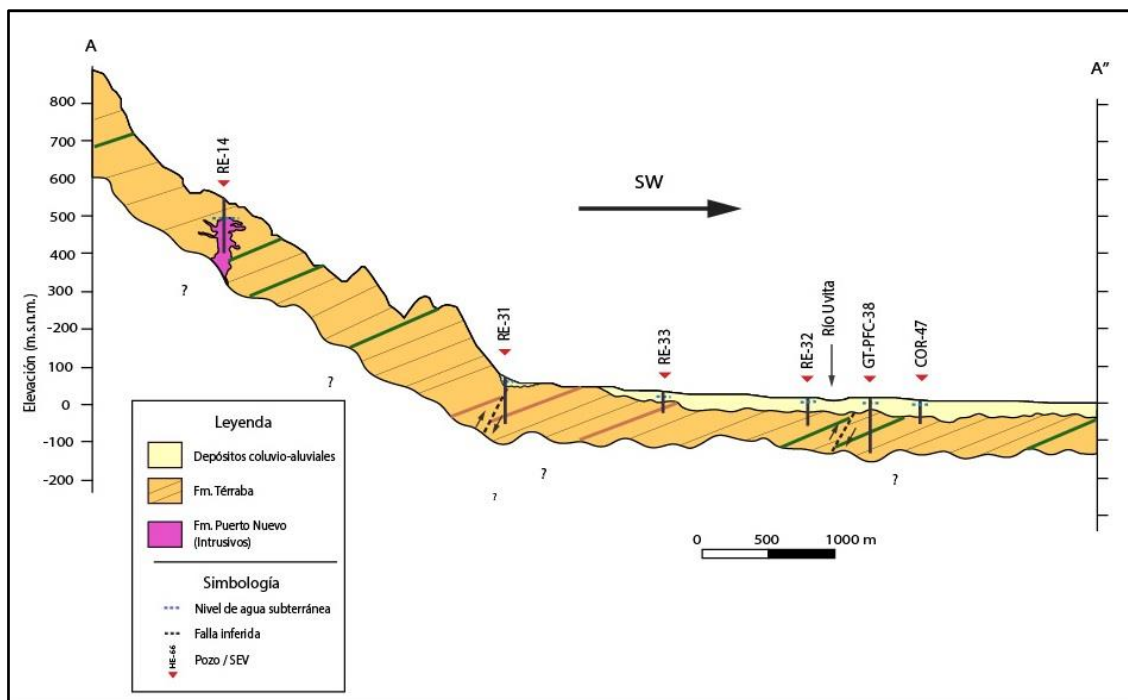 A
A"
800
700
600
500
400
300
-200
100
0
-100
-200
Elevación (m.s.n.m.)
RE-14
SW
RE-31
RE-33
RE-32
Río Uvita
GT-PFC-38
COR-47
?
?
?
?
?
0 500 1000 m
Leyenda
Depósitos coluvio-aluviales
Fm. Térraba
Fm. Puerto Nuevo
(Intrusivos)
Simbología
Nivel de agua subterránea
Falla inferida
HE-66
Pozo / SEV